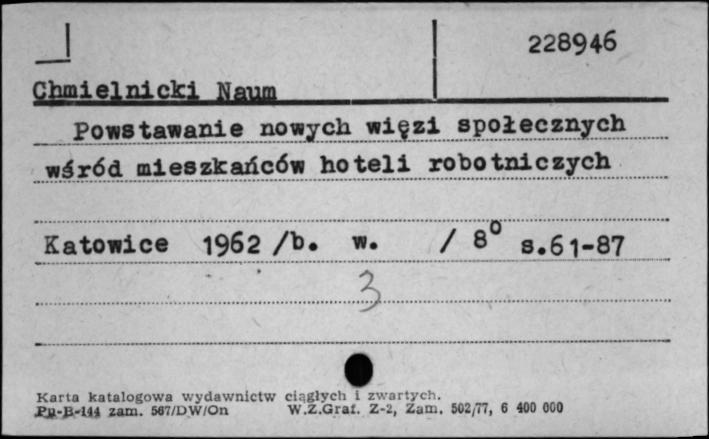 228946
Chmielnicki Naum
Powstawanie nowych więzi społecznych
wśród mieszkańców hoteli robotniczych
Katowice 1962 /b. w. / 8° s.61-87
3
Karta katalogowa wydawnictw ciągłych i zwartych.
Pu-B-144 zam. 567/DW/On W.Z.Graf. Z-2, Zam. 502/77, 6 400 000